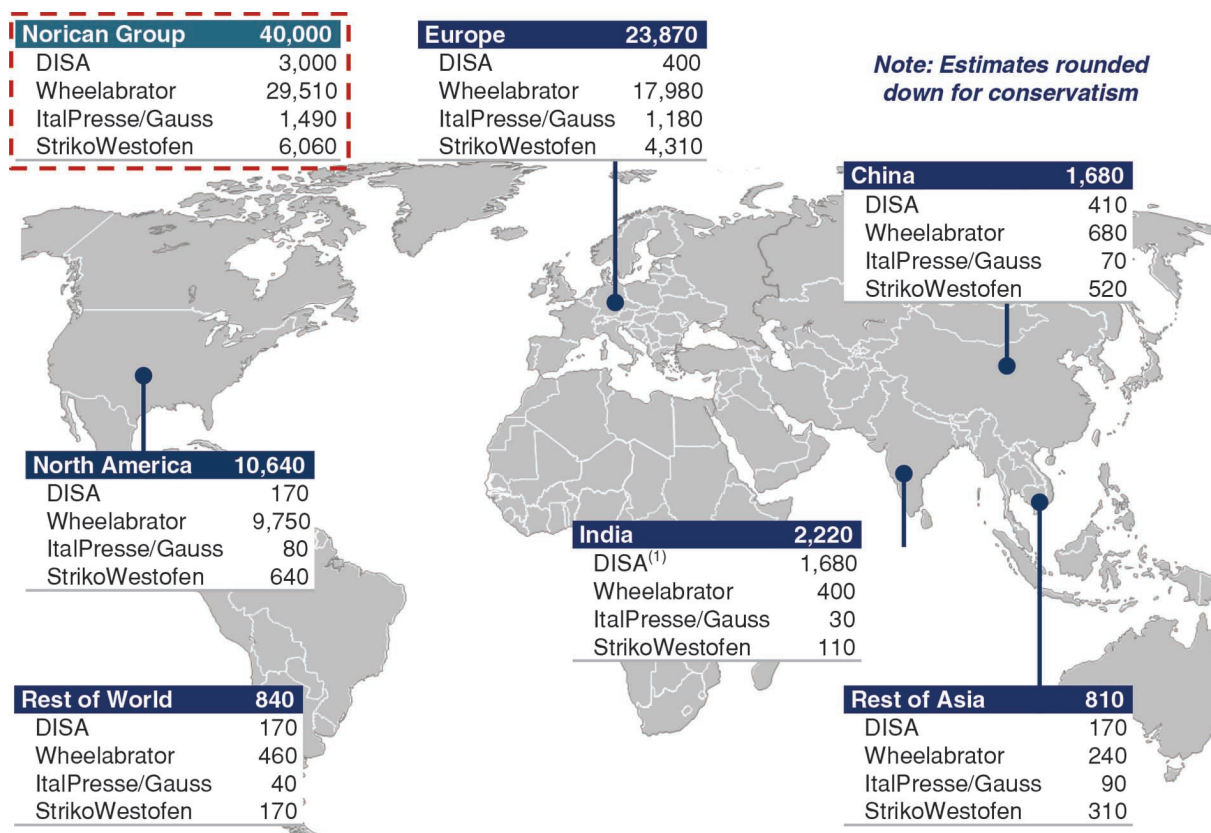 Norican Group 40,000
DISA 3,000
Wheelabrator 29,510
ItalPresse/Gauss 1,490
StrikoWestofen 6,060
Europe 23,870
DISA 400
Wheelabrator 17,980
ItalPresse/Gauss 1,180
StrikoWestofen 4,310
Note: Estimates rounded
down for conservatism
China 1,680
DISA 410
Wheelabrator 680
ItalPresse/Gauss 70
StrikoWestofen 520
North America 10,640
DISA 170
Wheelabrator 9,750
ItalPresse/Gauss 80
StrikoWestofen 640
India 2,220
DISA(1) 1,680
Wheelabrator 400
ItalPresse/Gauss 30
StrikoWestofen 110
Rest of World 840
DISA 170
Wheelabrator 460
ItalPresse/Gauss 40
StrikoWestofen 170
Rest of Asia 810
DISA 170
Wheelabrator 240
ItalPresse/Gauss 90
StrikoWestofen 310